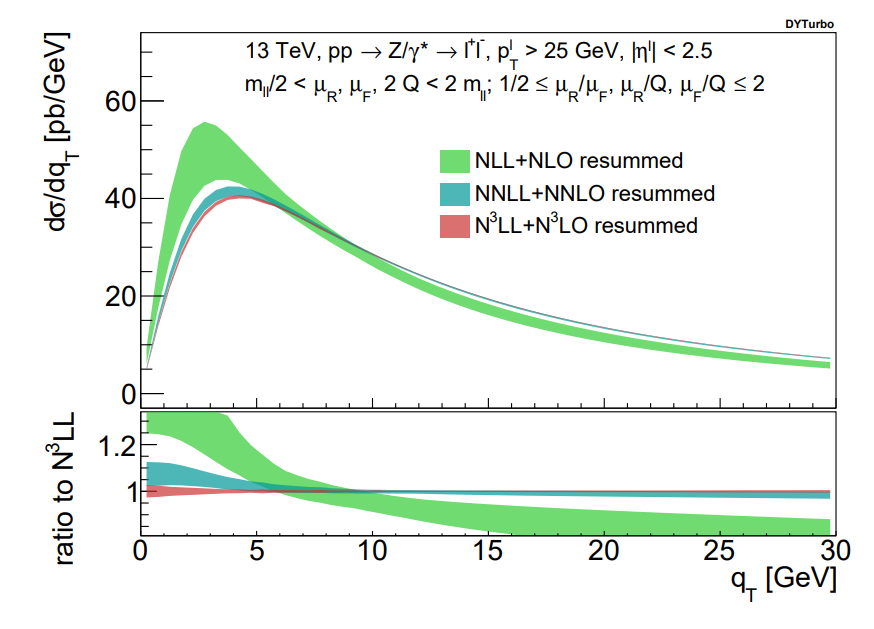 DYTurbo
13 TeV, pp → Z/γ* → l⁺l⁻, p_T^l > 25 GeV, |η^l| < 2.5
m_ll/2 < μ_R, μ_F, 2 Q < 2 m_ll; 1/2 ≤ μ_R/μ_F, μ_R/Q, μ_F/Q ≤ 2
NLL+NLO resummed
NNLL+NNLO resummed
N³LL+N³LO resummed
dσ/dq_T [pb/GeV]
60
40
20
0
ratio to N³LL
1.2
1
0 5 10 15 20 25 30
q_T [GeV]